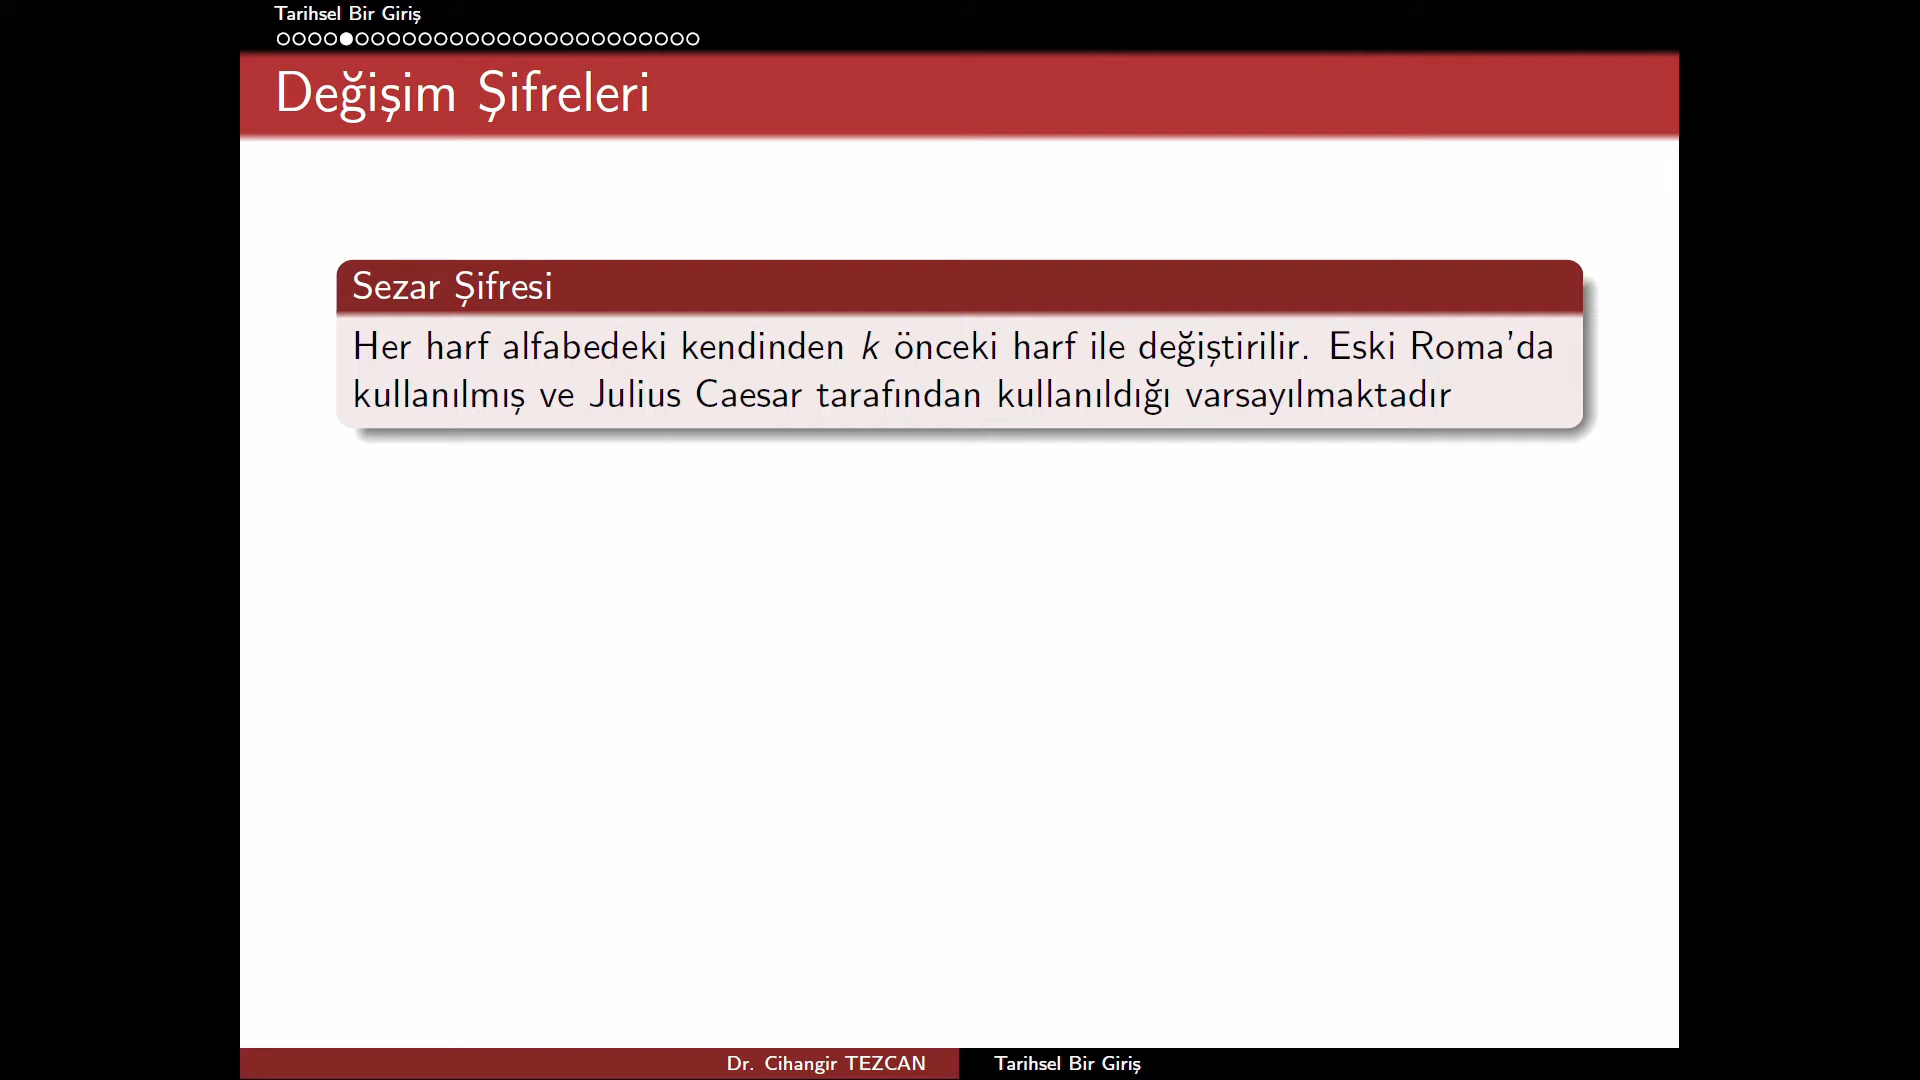 Tarihsel Bir Giriş
Değişim Şifreleri
Sezar Şifresi
Her harf alfabedeki kendinden k önceki harf ile değiştirilir. Eski Roma'da
kullanılmış ve Julius Caesar tarafından kullanıldığı varsayılmaktadır
Dr. Cihangir TEZCAN
Tarihsel Bir Giriş